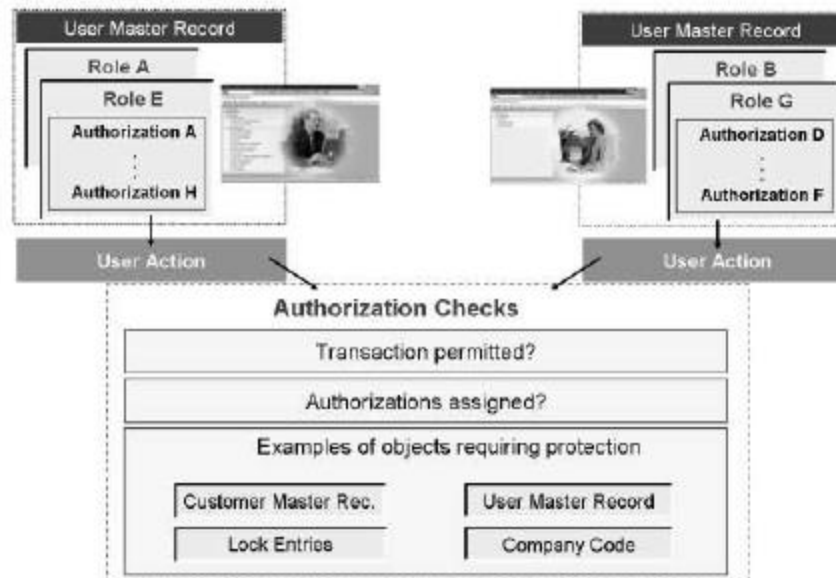 User Master Record
Role A
Role E
Authorization A
Authorization H
User Action
User Master Record
Role B
Role G
Authorization D
Authorization F
User Action
Authorization Checks
Transaction permitted?
Authorizations assigned?
Examples of objects requiring protection
Customer Master Rec.
User Master Record
Lock Entries
Company Code